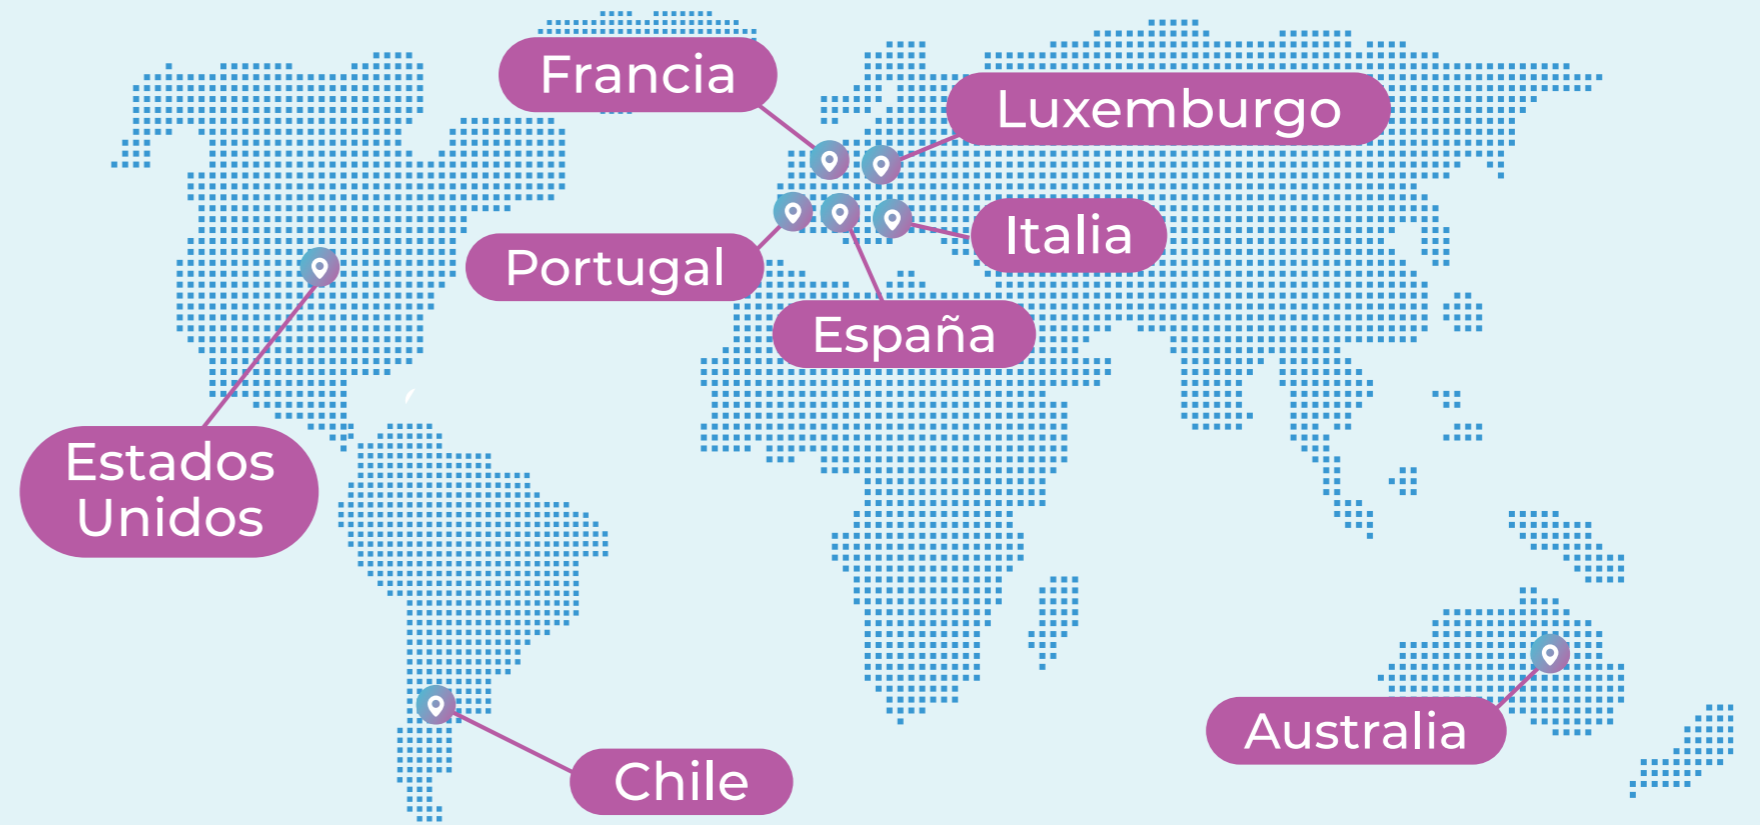 Francia
Luxemburgo
Italia
Portugal
España
Estados
Unidos
Australia
Chile